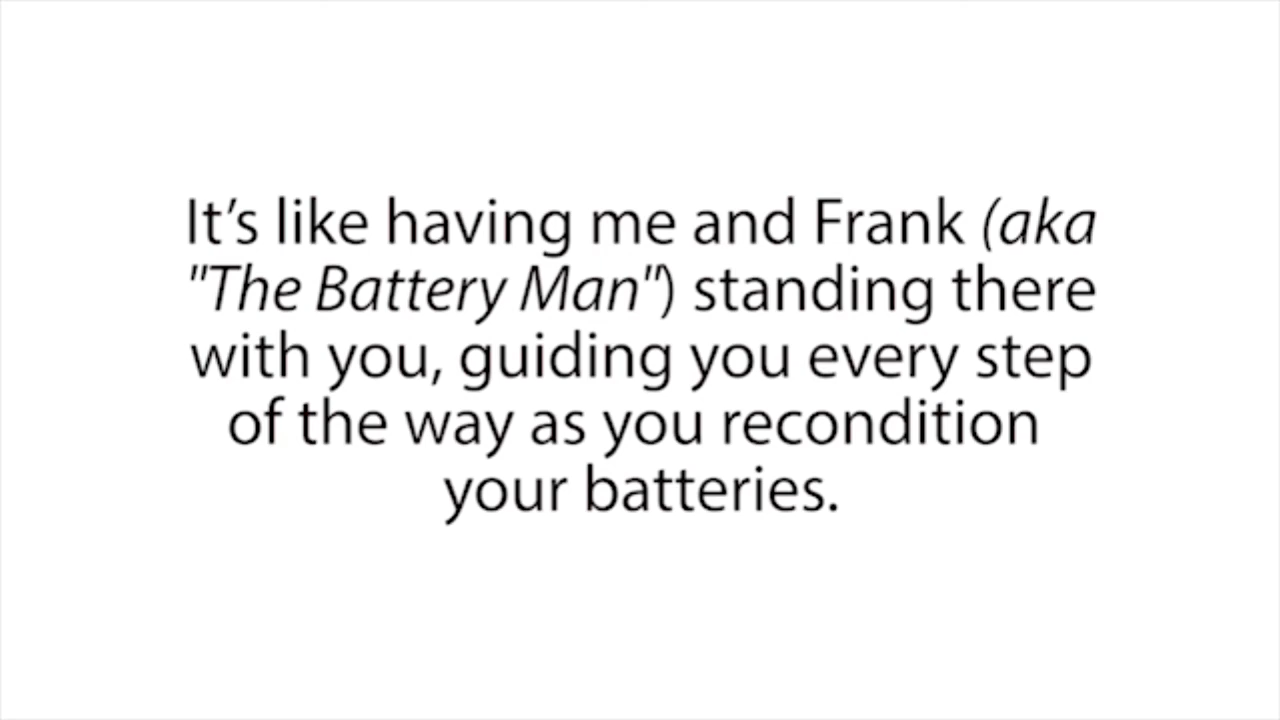 It’s like having me and Frank (aka
"The Battery Man") standing there
with you, guiding you every step
of the way as you recondition
your batteries.